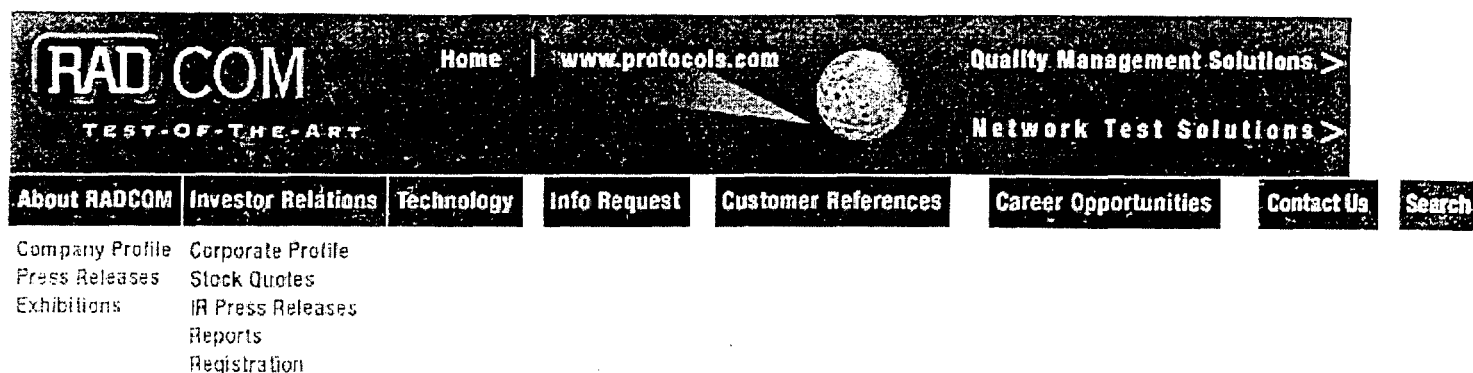 RADCOM
Home | www.protocols.com
Quality Management Solutions >
TEST-OF-THE-ART
Network Test Solutions >
About RADCOM Investor Relations Technology Info Request Customer References Career Opportunities Contact Us Search
Company Profile Corporate Profile
Press Releases Stock Quotes
Exhibitions IR Press Releases
Reports
Registration